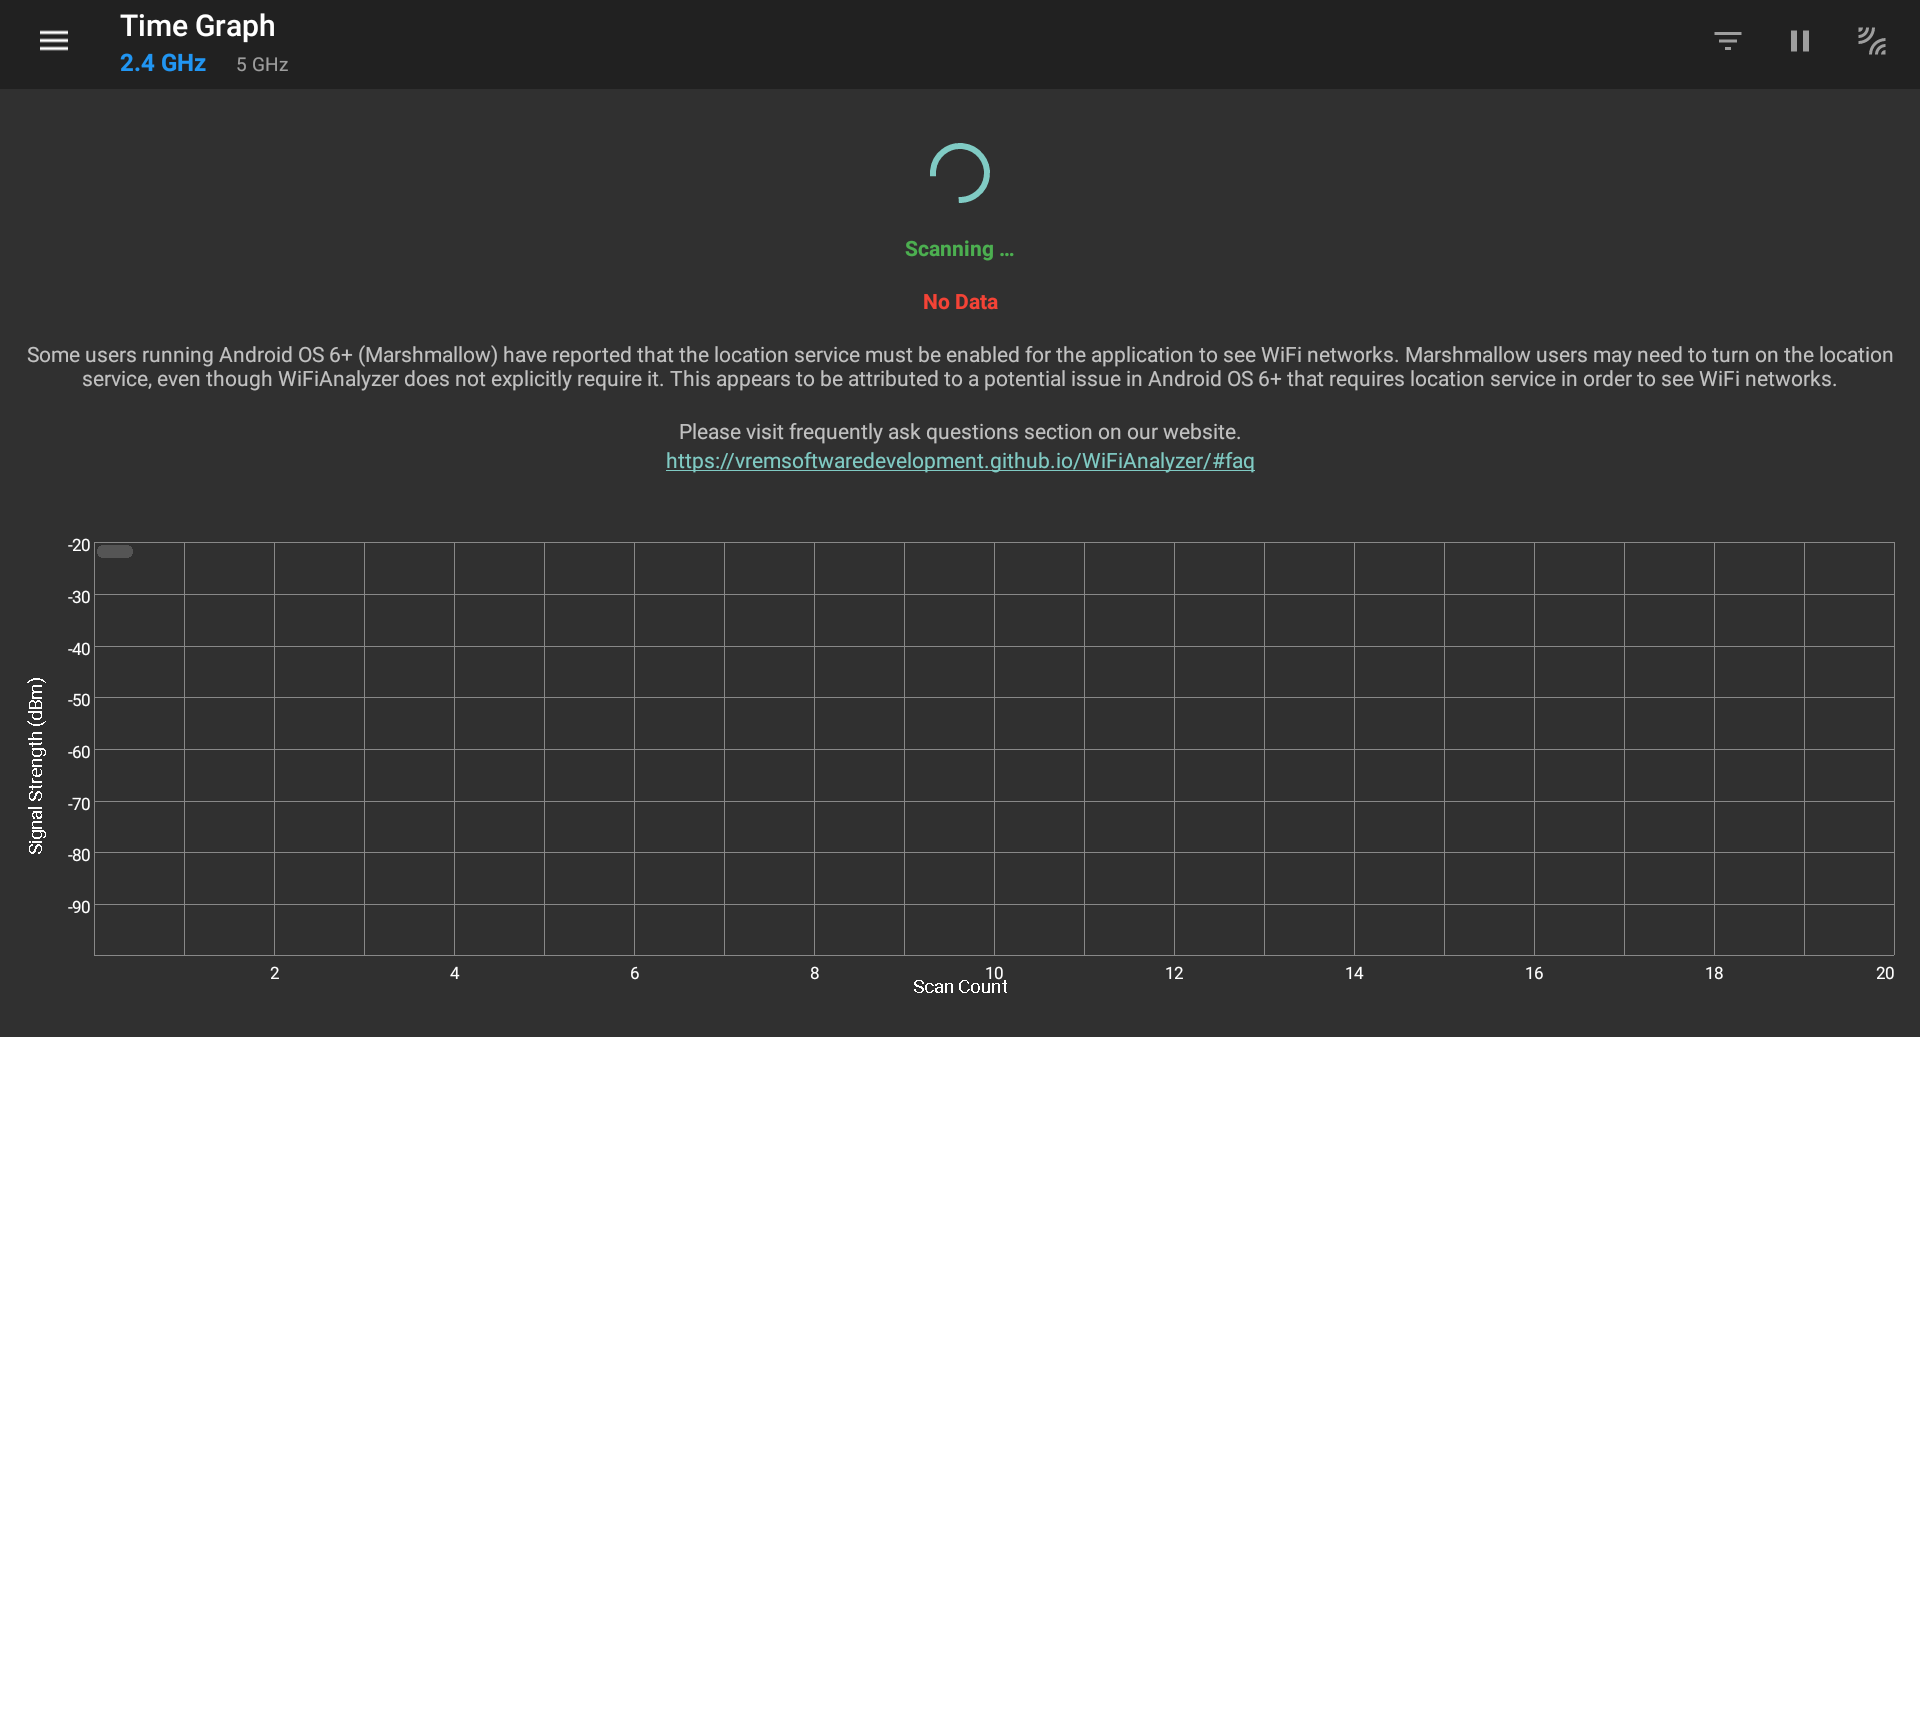 Time Graph
2.4 GHz 5 GHz
Scanning ...
No Data
Some users running Android OS 6+ (Marshmallow) have reported that the location service must be enabled for the application to see WiFi networks. Marshmallow users may need to turn on the location
service, even though WiFiAnalyzer does not explicitly require it. This appears to be attributed to a potential issue in Android OS 6+ that requires location service in order to see WiFi networks.
Please visit frequently ask questions section on our website.
https://vremsoftwaredevelopment.github.io/WiFiAnalyzer/#faq
Signal Strength (dBm)
-20
-30
-40
-50
-60
-70
-80
-90
2 4 6 8 10 12 14 16 18 20
Scan Count